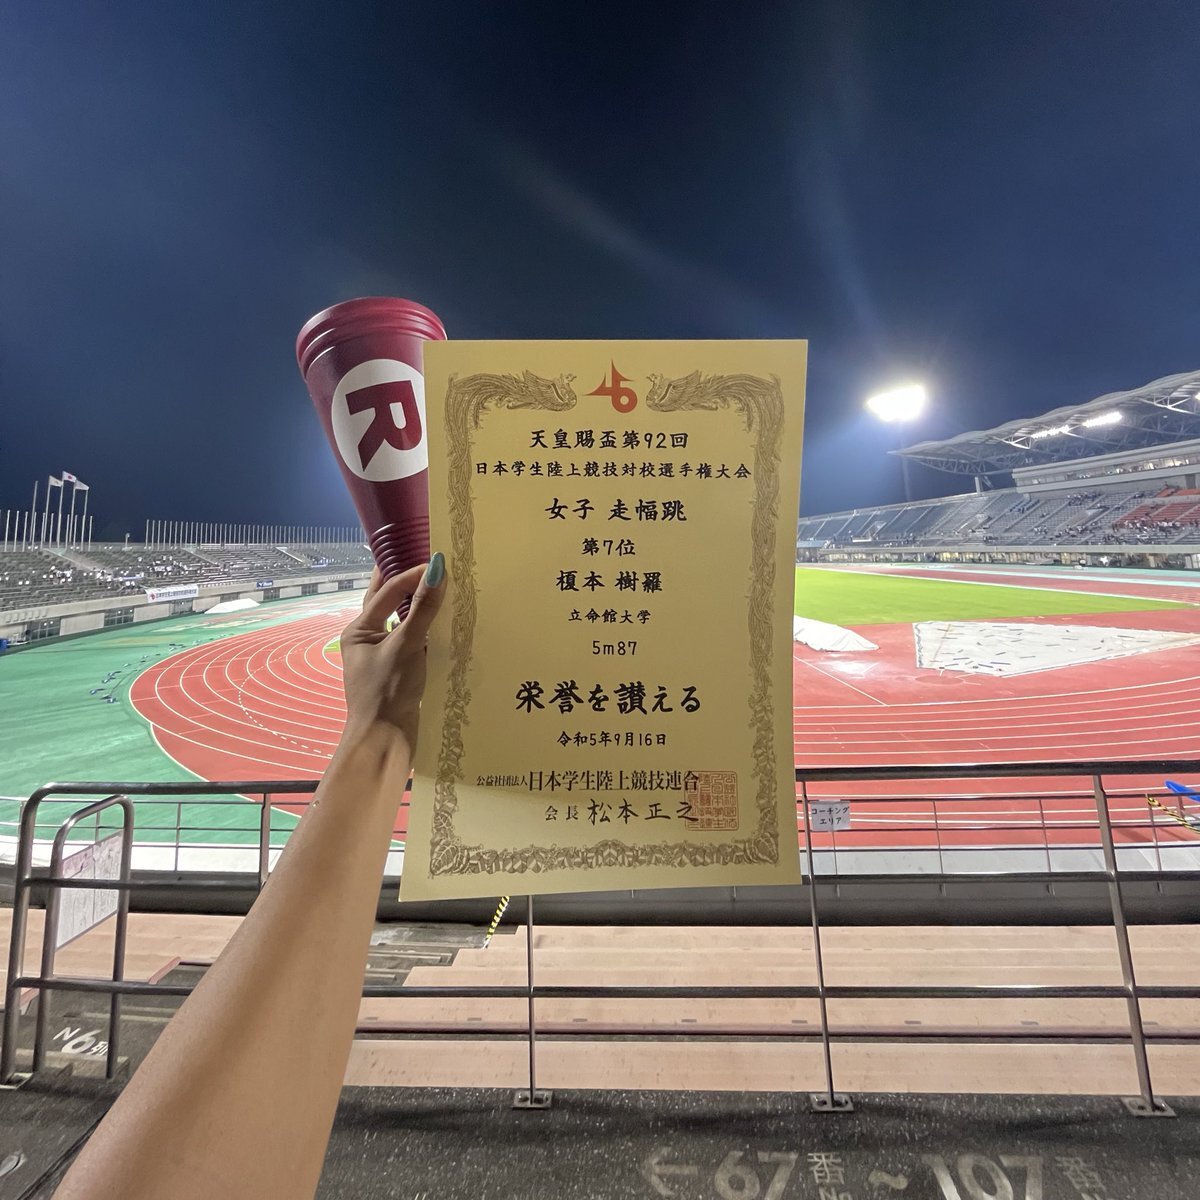 R
天皇賜盃第92回
日本学生陸上競技対校選手権大会
女子 走幅跳
第7位
榎本 樹羅
立命館大学
5m87
栄誉を讃える
令和5年9月16日
公益社団法人日本学生陸上競技連合
会長 松本正之
コーチング
エリア
N6
←67番~107番